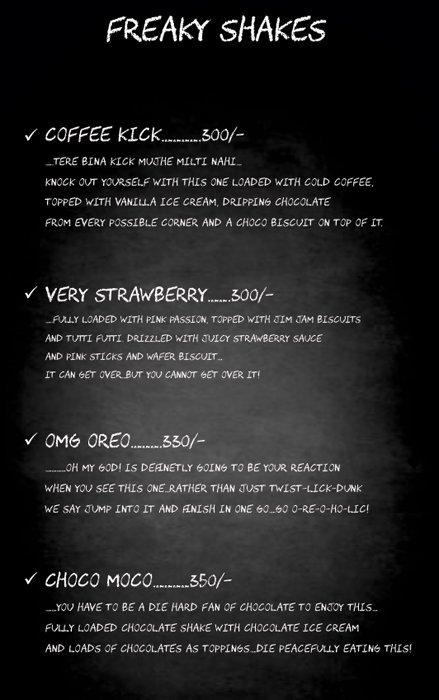 FREAKY SHAKES
✓ COFFEE KICK............300/-
.....TERE BINA KICK MUJHE MILTI NAHI...
KNOCK OUT YOURSELF WITH THIS ONE LOADED WITH COLD COFFEE,
TOPPED WITH VANILLA ICE CREAM, DRIPPING CHOCOLATE
FROM EVERY POSSIBLE CORNER AND A CHOCO BISCUIT ON TOP OF IT.
✓ VERY STRAWBERRY.......300/-
....FULLY LOADED WITH PINK PASSION, TOPPED WITH JIM JAM BISCUITS
AND TUTTI FUTTI. DRIZZLED WITH JUICY STRAWBERRY SAUCE
AND PINK STICKS AND WAFER BISCUIT...
IT CAN GET OVER...BUT YOU CANNOT GET OVER IT!
✓ OMG OREO..........330/-
...........OH MY GOD! IS DEFINETLY GOING TO BE YOUR REACTION
WHEN YOU SEE THIS ONE...RATHER THAN JUST TWIST-LICK-DUNK
WE SAY JUMP INTO IT AND FINISH IN ONE GO...SO O-RE-O-HO-LIC!
✓ CHOCO MOCO...........350/-
.....YOU HAVE TO BE A DIE HARD FAN OF CHOCOLATE TO ENJOY THIS...
FULLY LOADED CHOCOLATE SHAKE WITH CHOCOLATE ICE CREAM
AND LOADS OF CHOCOLATES AS TOPPINGS...DIE PEACEFULLY EATING THIS!